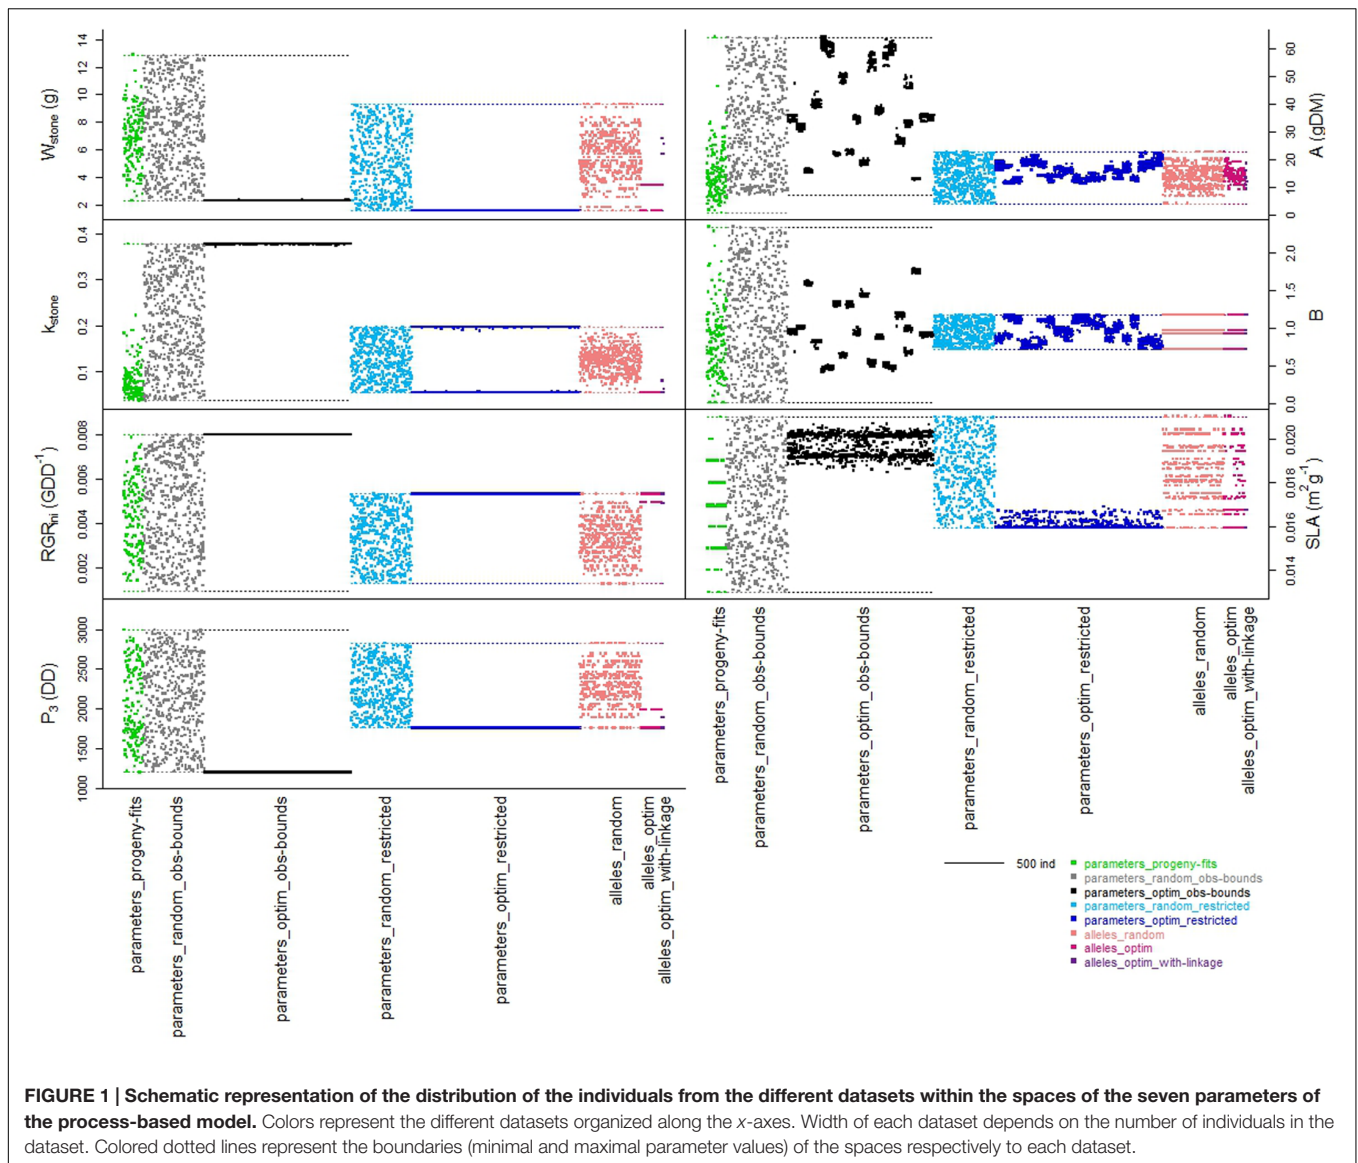 14
12
10
8
6
4
2
W_stone (g)
60
50
40
30
20
10
0
A (gDM)
0.4
0.3
0.2
0.1
k_stone
2.0
1.5
1.0
0.5
0.0
B
0.008
0.006
0.004
0.002
RGR_ini (GDD⁻¹)
0.020
0.018
0.016
0.014
SLA (m²g⁻¹)
3000
2500
2000
1500
1000
P₃ (DD)
parameters_progeny-fits
parameters_random_obs-bounds
parameters_optim_obs-bounds
parameters_random_restricted
parameters_optim_restricted
alleles_random
alleles_optim
alleles_optim_with-linkage
parameters_progeny-fits
parameters_random_obs-bounds
parameters_optim_obs-bounds
parameters_random_restricted
parameters_optim_restricted
alleles_random
alleles_optim
alleles_optim_with-linkage
500 ind
parameters_progeny-fits
parameters_random_obs-bounds
parameters_optim_obs-bounds
parameters_random_restricted
parameters_optim_restricted
alleles_random
alleles_optim
alleles_optim_with-linkage
FIGURE 1 | Schematic representation of the distribution of the individuals from the different datasets within the spaces of the seven parameters of
the process-based model. Colors represent the different datasets organized along the x-axes. Width of each dataset depends on the number of individuals in the
dataset. Colored dotted lines represent the boundaries (minimal and maximal parameter values) of the spaces respectively to each dataset.